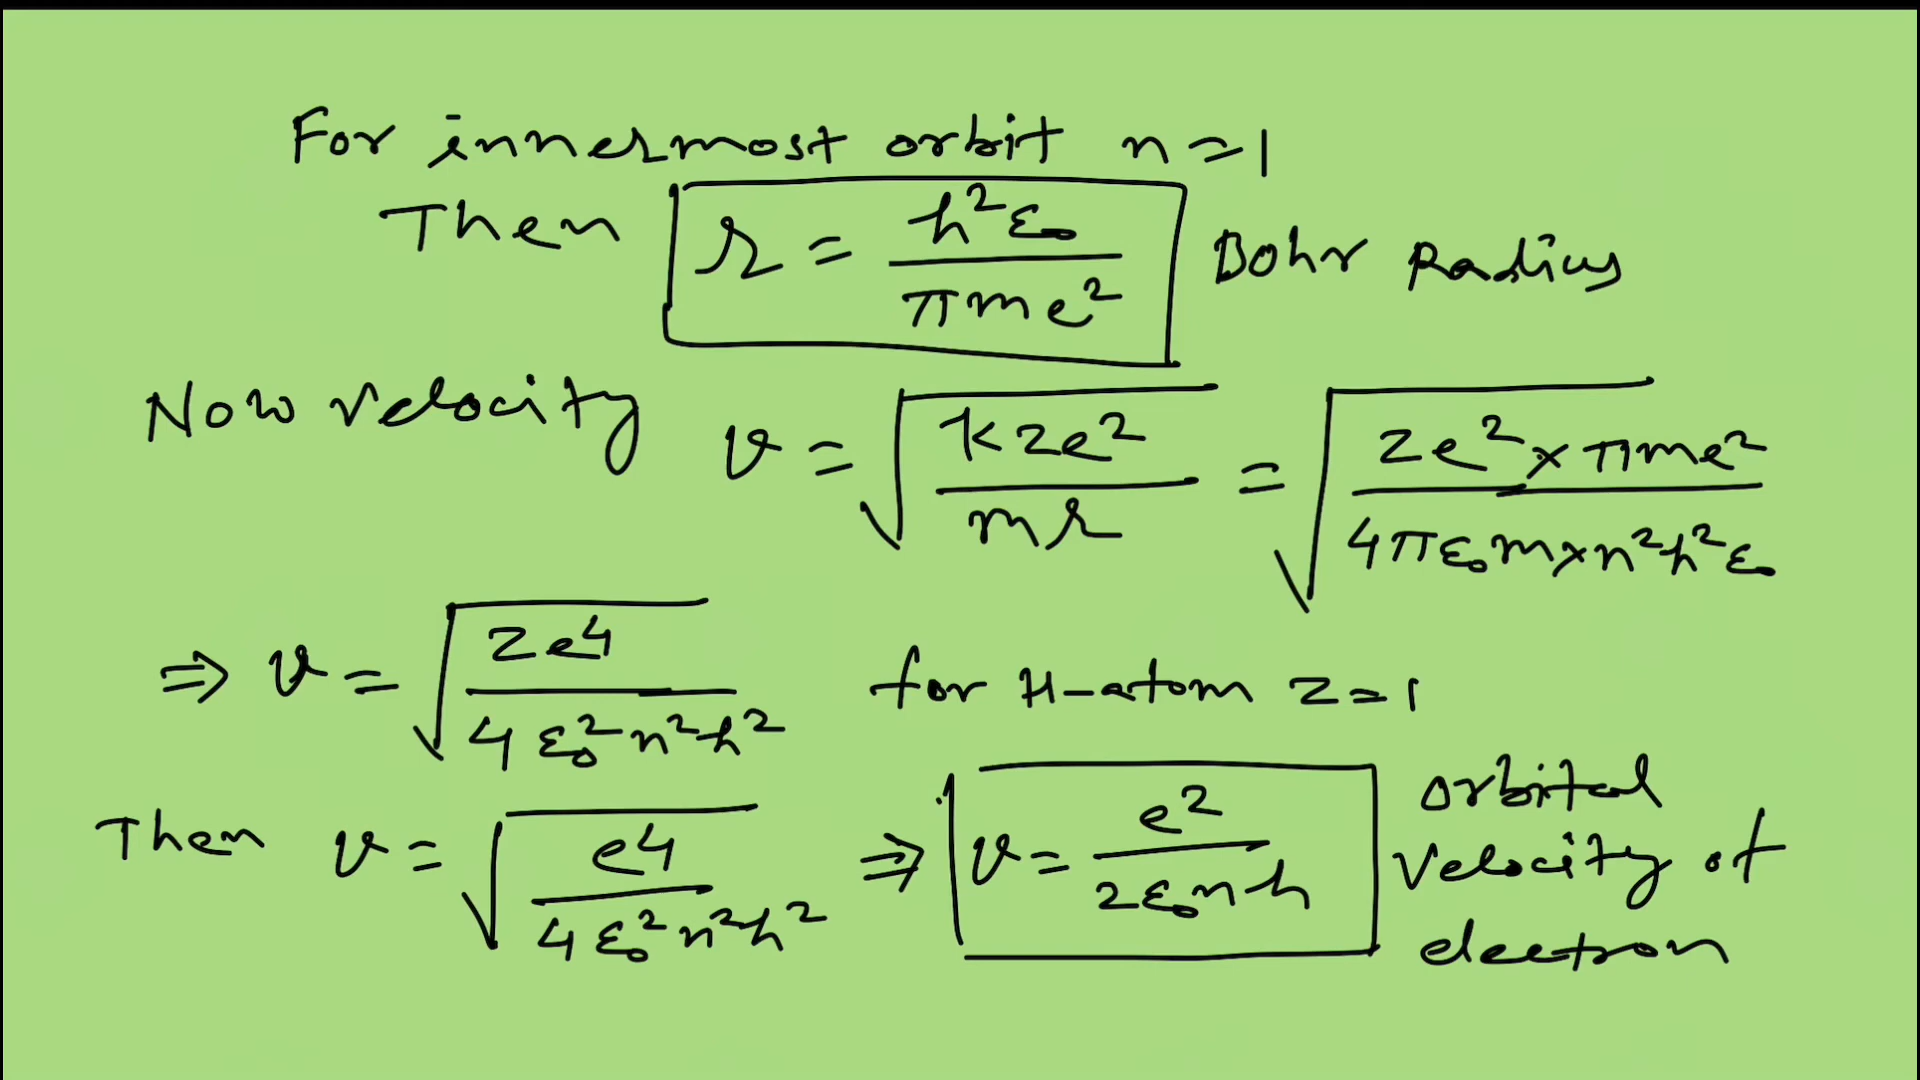 For innermost orbit n=1
Then r = h²ε₀/πme² Bohr Radius
Now velocity v = √(kze²/mr) = √(ze²×πme²/4πε₀m×n²h²ε₀)
⇒ v = √(ze⁴/4ε₀²n²h²) for H-atom z=1
Then v = √(e⁴/4ε₀²n²h²) ⇒ v = e²/2ε₀nh orbital velocity of electron